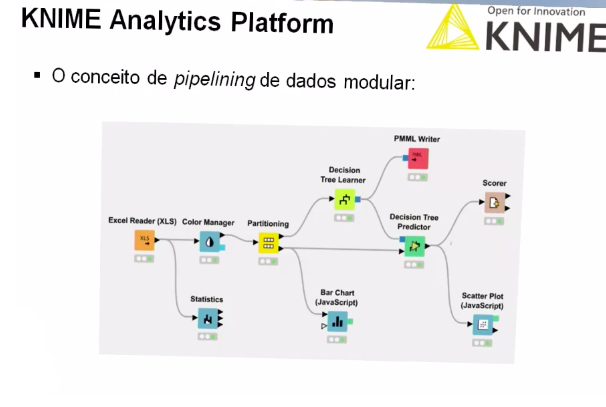 KNIME Analytics Platform
Open for Innovation
KNIME
▪ O conceito de pipelining de dados modular:
PMML Writer
Decision
Tree Learner
Scorer
Excel Reader (XLS)
Color Manager
Partitioning
Decision Tree
Predictor
XLS
Statistics
Bar Chart
(JavaScript)
Scatter Plot
(JavaScript)